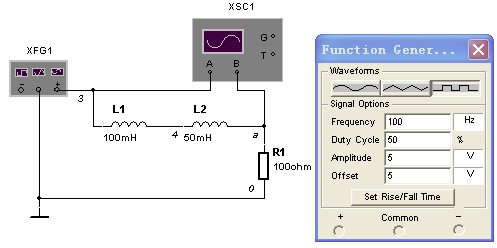 XSC1
G
T
A B
XFG1
3
L1 L2
100mH 4 50mH a
R1
100ohm
0
Function Gener...
Waveforms
Signal Options
Frequency 100 Hz
Duty Cycle 50 %
Amplitude 5 V
Offset 5 V
Set Rise/Fall Time
+ Common −